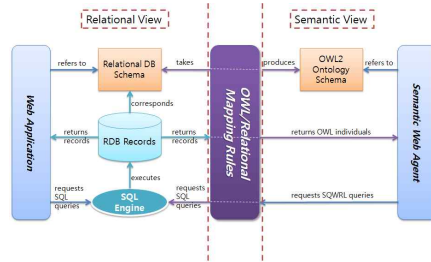 Relational View
Semantic View
Web Application
refers to
Relational DB
Schema
takes
OWL/Relational
Mapping Rules
produces
OWL2
Ontology
Schema
refers to
Semantic Web Agent
corresponds
returns
records
RDB Records
returns
records
returns OWL individuals
executes
requests
SQL
queries
SQL
Engine
requests
SQL
queries
requests SQWRL queries